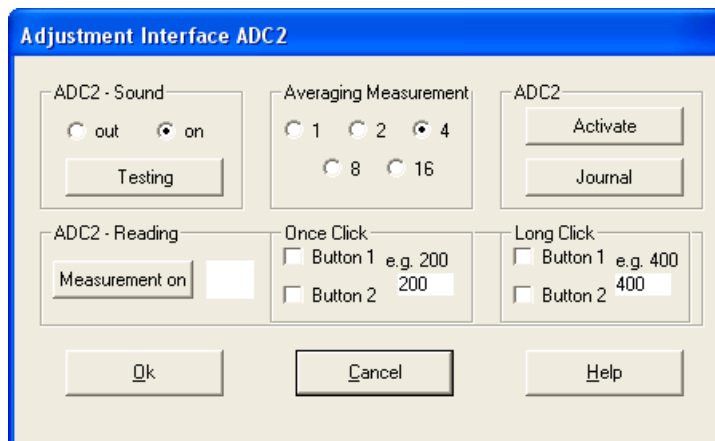 Adjustment Interface ADC2
ADC2 - Sound
out on
Testing
Averaging Measurement
1 2 4
8 16
ADC2
Activate
Journal
ADC2 - Reading
Measurement on
Once Click
Button 1 e.g. 200
Button 2 200
Long Click
Button 1 e.g. 400
Button 2 400
Ok Cancel Help